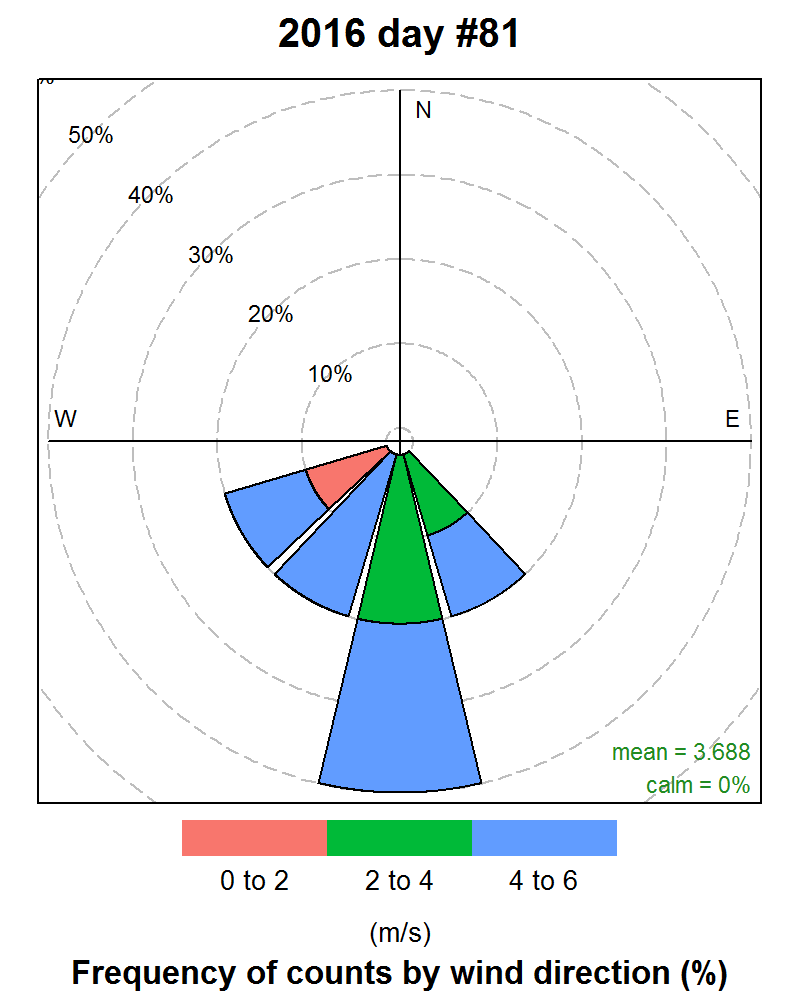 2016 day #81
N
50%
40%
30%
20%
10%
W
E
mean = 3.688
calm = 0%
0 to 2
2 to 4
4 to 6
(m/s)
Frequency of counts by wind direction (%)